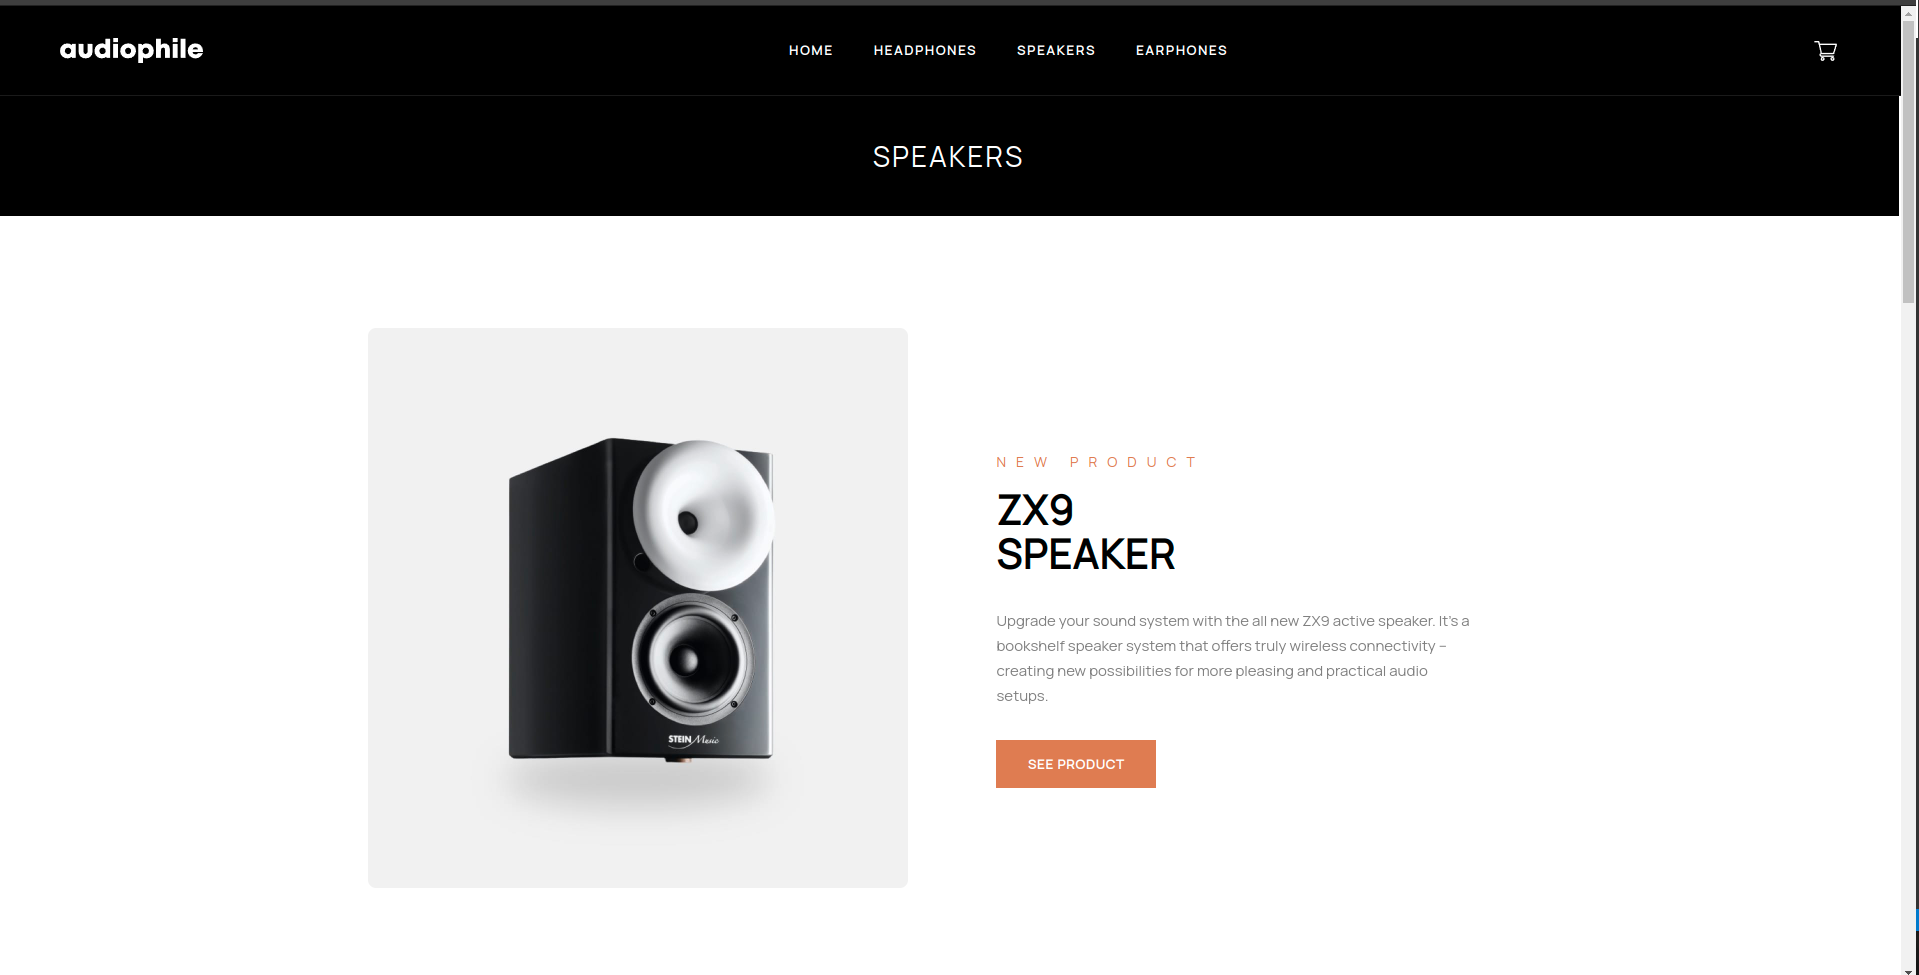 audiophile
HOME HEADPHONES SPEAKERS EARPHONES
SPEAKERS
STEIN Music
NEW PRODUCT
ZX9
SPEAKER
Upgrade your sound system with the all new ZX9 active speaker. It's a
bookshelf speaker system that offers truly wireless connectivity –
creating new possibilities for more pleasing and practical audio
setups.
SEE PRODUCT